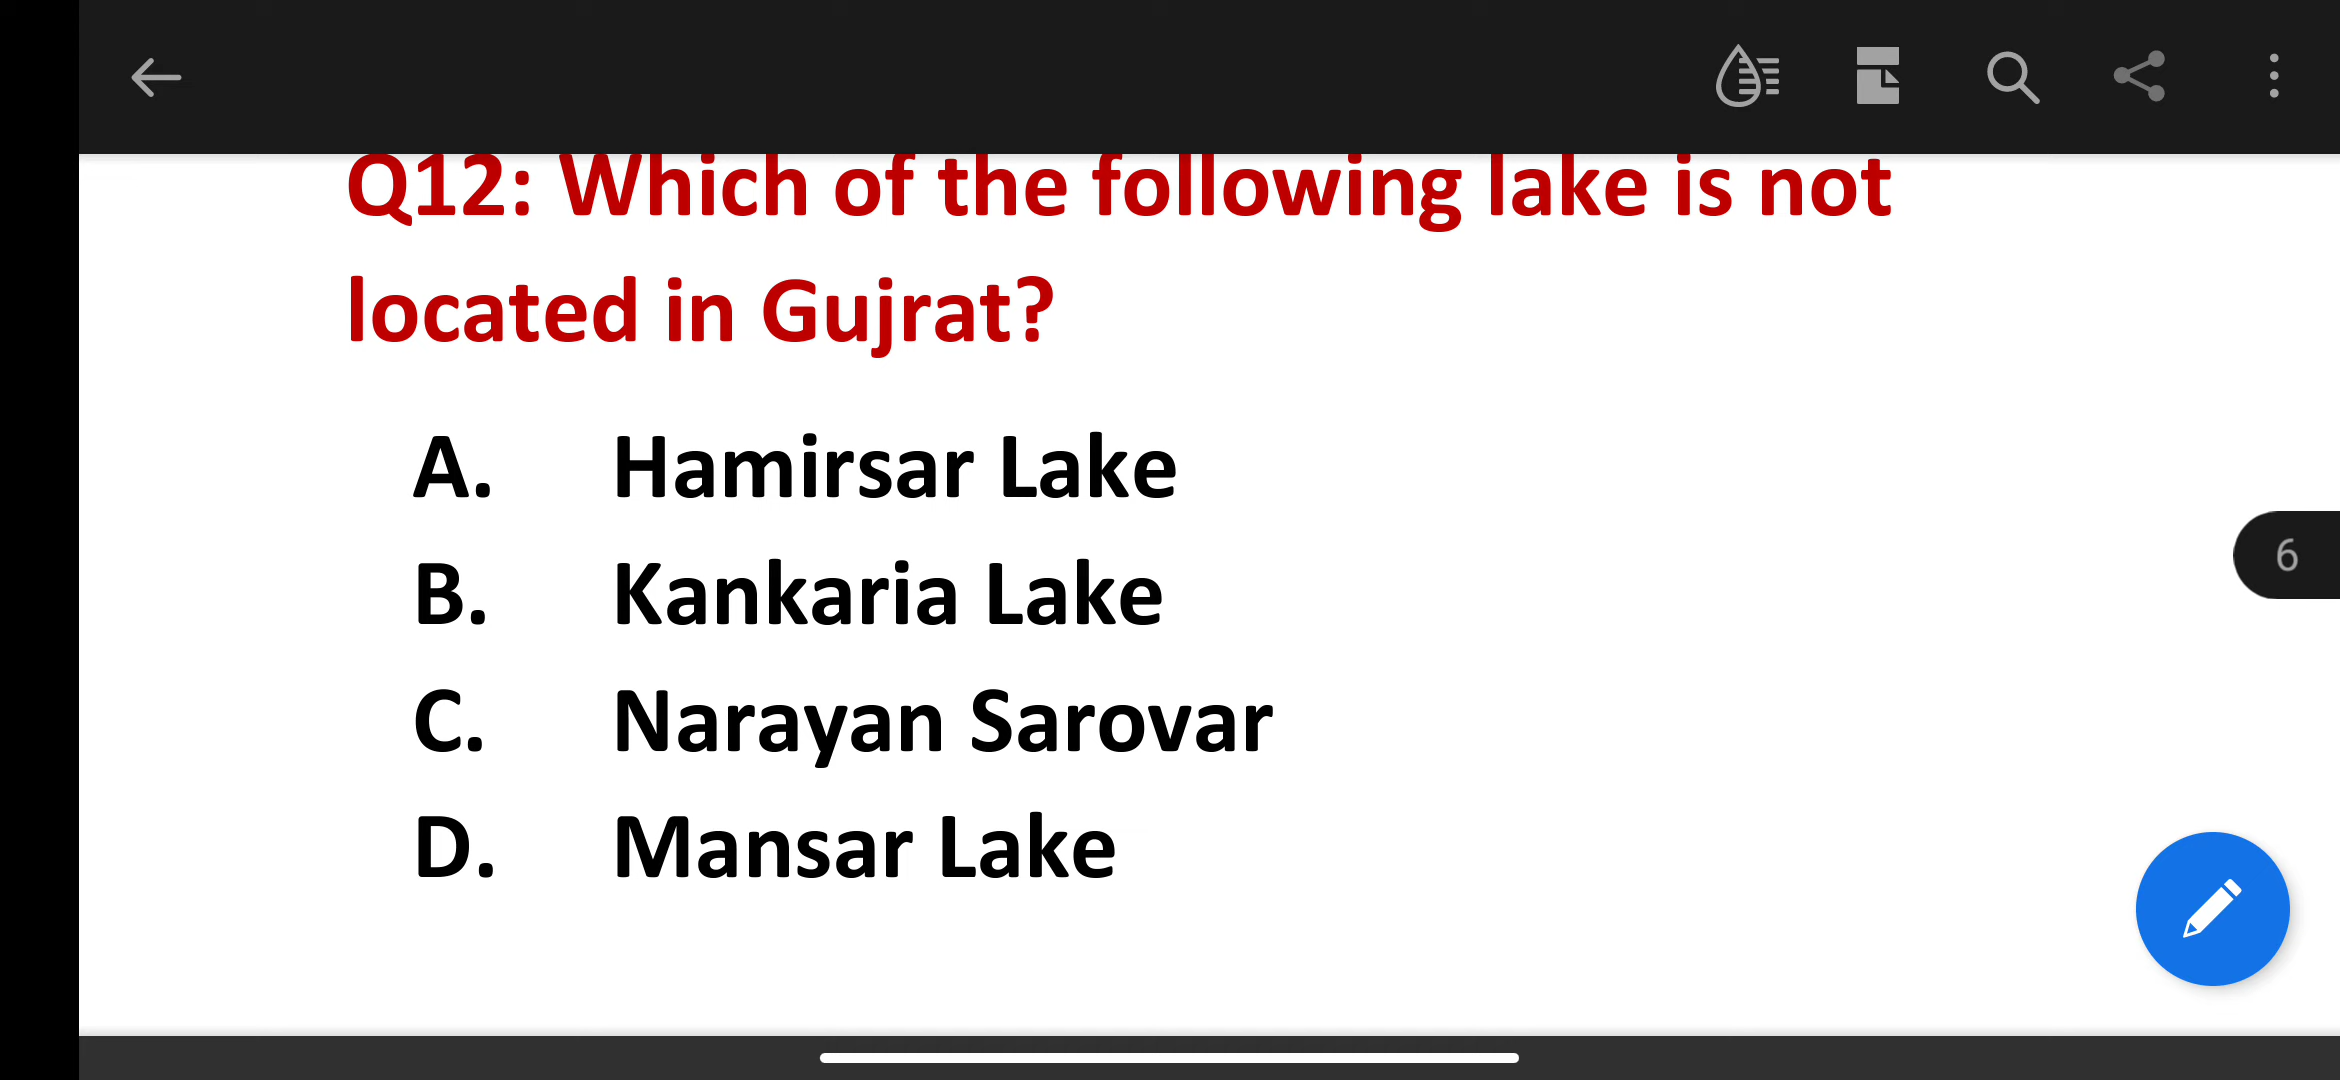 Q12: Which of the following lake is not
located in Gujrat?
A. Hamirsar Lake
B. Kankaria Lake
6
C. Narayan Sarovar
D. Mansar Lake